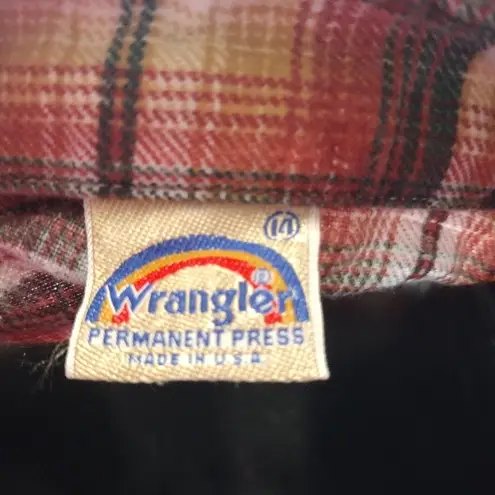 14
®
Wrangler
PERMANENT PRESS
MADE IN U.S.A